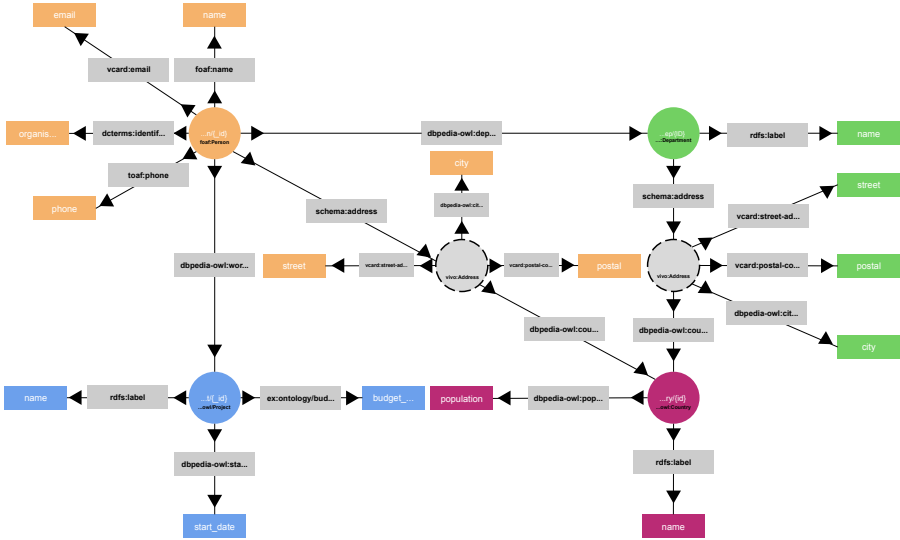 email
name
vcard:email
foaf:name
organis...
dcterms:identif...
...n/{_id}
foaf:Person
dbpedia-owl:dep...
...ep/{ID}
...:Department
rdfs:label
name
city
toaf:phone
street
phone
schema:address
dbpedia-owl:cit...
schema:address
vcard:street-ad...
dbpedia-owl:wor...
street
vcard:street-ad...
vivo:Address
vcard:postal-co...
postal
vivo:Address
vcard:postal-co...
postal
dbpedia-owl:cou...
dbpedia-owl:cou...
dbpedia-owl:cit...
city
name
rdfs:label
...t/{_id}
...owl/Project
ex:ontology/bud...
budget_...
population
dbpedia-owl:pop...
...ry/{id}
...owl:Country
dbpedia-owl:sta...
rdfs:label
start_date
name